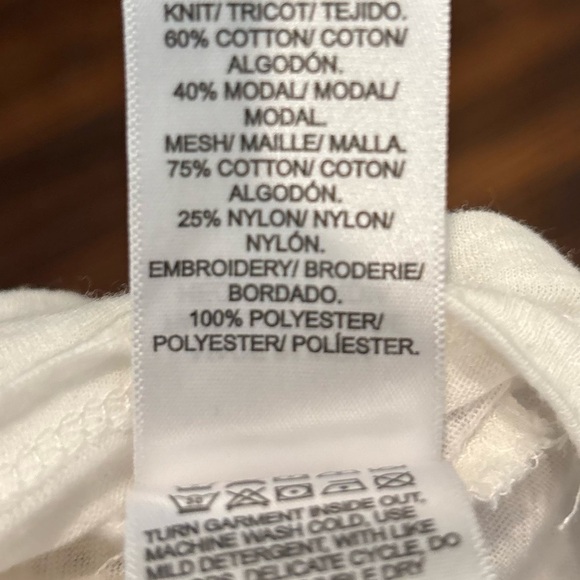 KNIT/ TRICOT/ TEJIDO.
60% COTTON/ COTON/
ALGODÓN.
40% MODAL/ MODAL/
MODAL.
MESH/ MAILLE/ MALLA.
75% COTTON/ COTON/
ALGODÓN.
25% NYLON/ NYLON/
NYLÓN.
EMBROIDERY/ BRODERIE/
BORDADO.
100% POLYESTER/
POLYESTER/ POLÍESTER.
TURN GARMENT INSIDE OUT,
MACHINE WASH COLD, USE
MILD DETERGENT, WITH LIKE
DELICATE CYCLE, DO
DRY